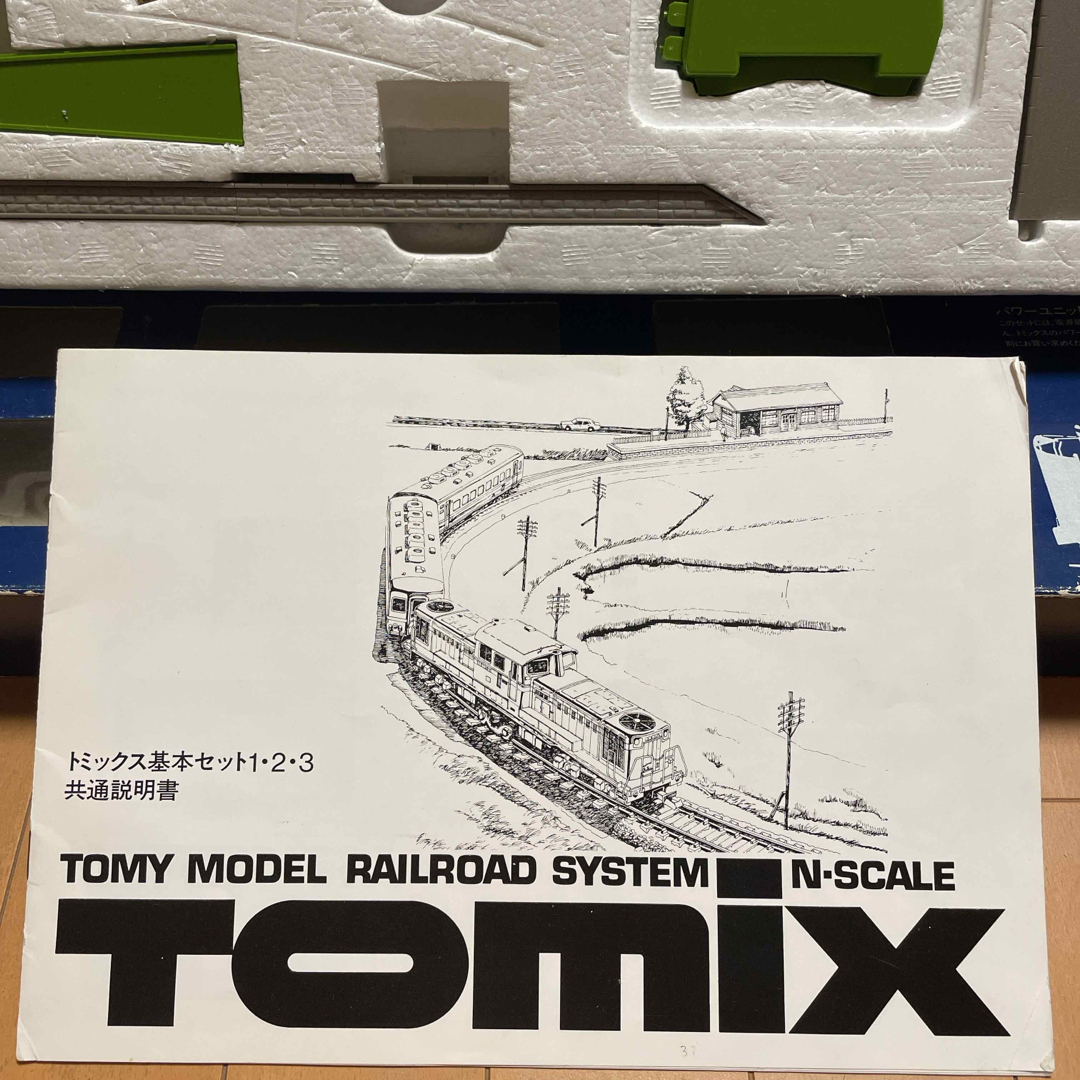 パワーユニッ
トミックス基本セット1・2・3
共通説明書
TOMY MODEL RAILROAD SYSTEM N-SCALE
TOMIX